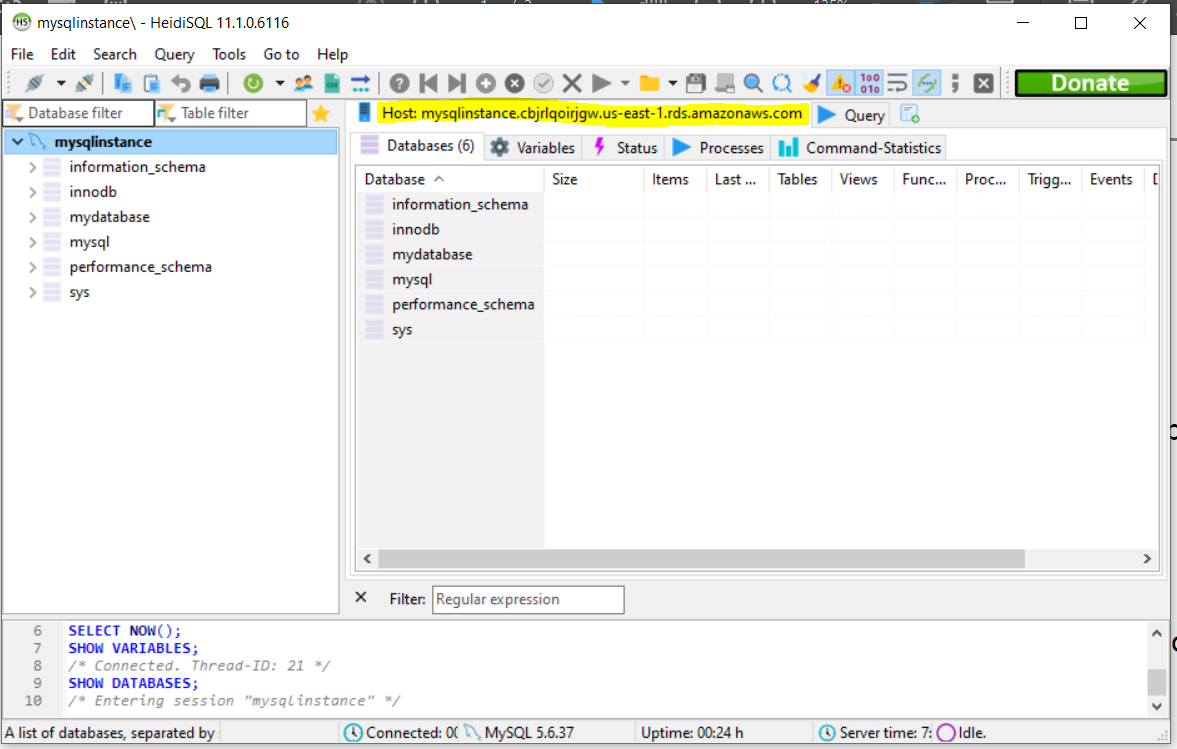 mysqlinstance\ - HeidiSQL 11.1.0.6116
File Edit Search Query Tools Go to Help
Donate
Database filter Table filter
Host: mysqlinstance.cbjrlqoirjgw.us-east-1.rds.amazonaws.com Query
mysqlinstance
information_schema
innodb
mydatabase
mysql
performance_schema
sys
Databases (6) Variables Status Processes Command-Statistics
Database Size Items Last ... Tables Views Func... Proc... Trigg... Events
information_schema
innodb
mydatabase
mysql
performance_schema
sys
Filter: Regular expression
6 SELECT NOW();
7 SHOW VARIABLES;
8 /* Connected. Thread-ID: 21 */
9 SHOW DATABASES;
10 /* Entering session "mysqlinstance" */
A list of databases, separated by Connected: MySQL 5.6.37 Uptime: 00:24 h Server time: 7: Idle.